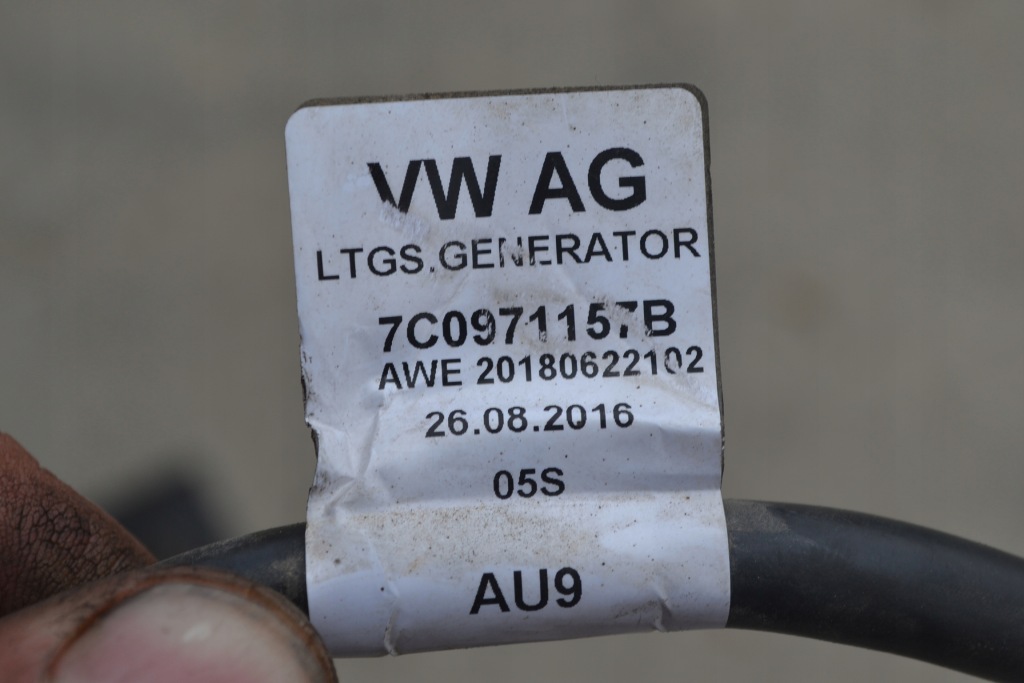 VW AG
LTGS.GENERATOR
7C0971157B
AWE 20180622102
26.08.2016
05S
AU9